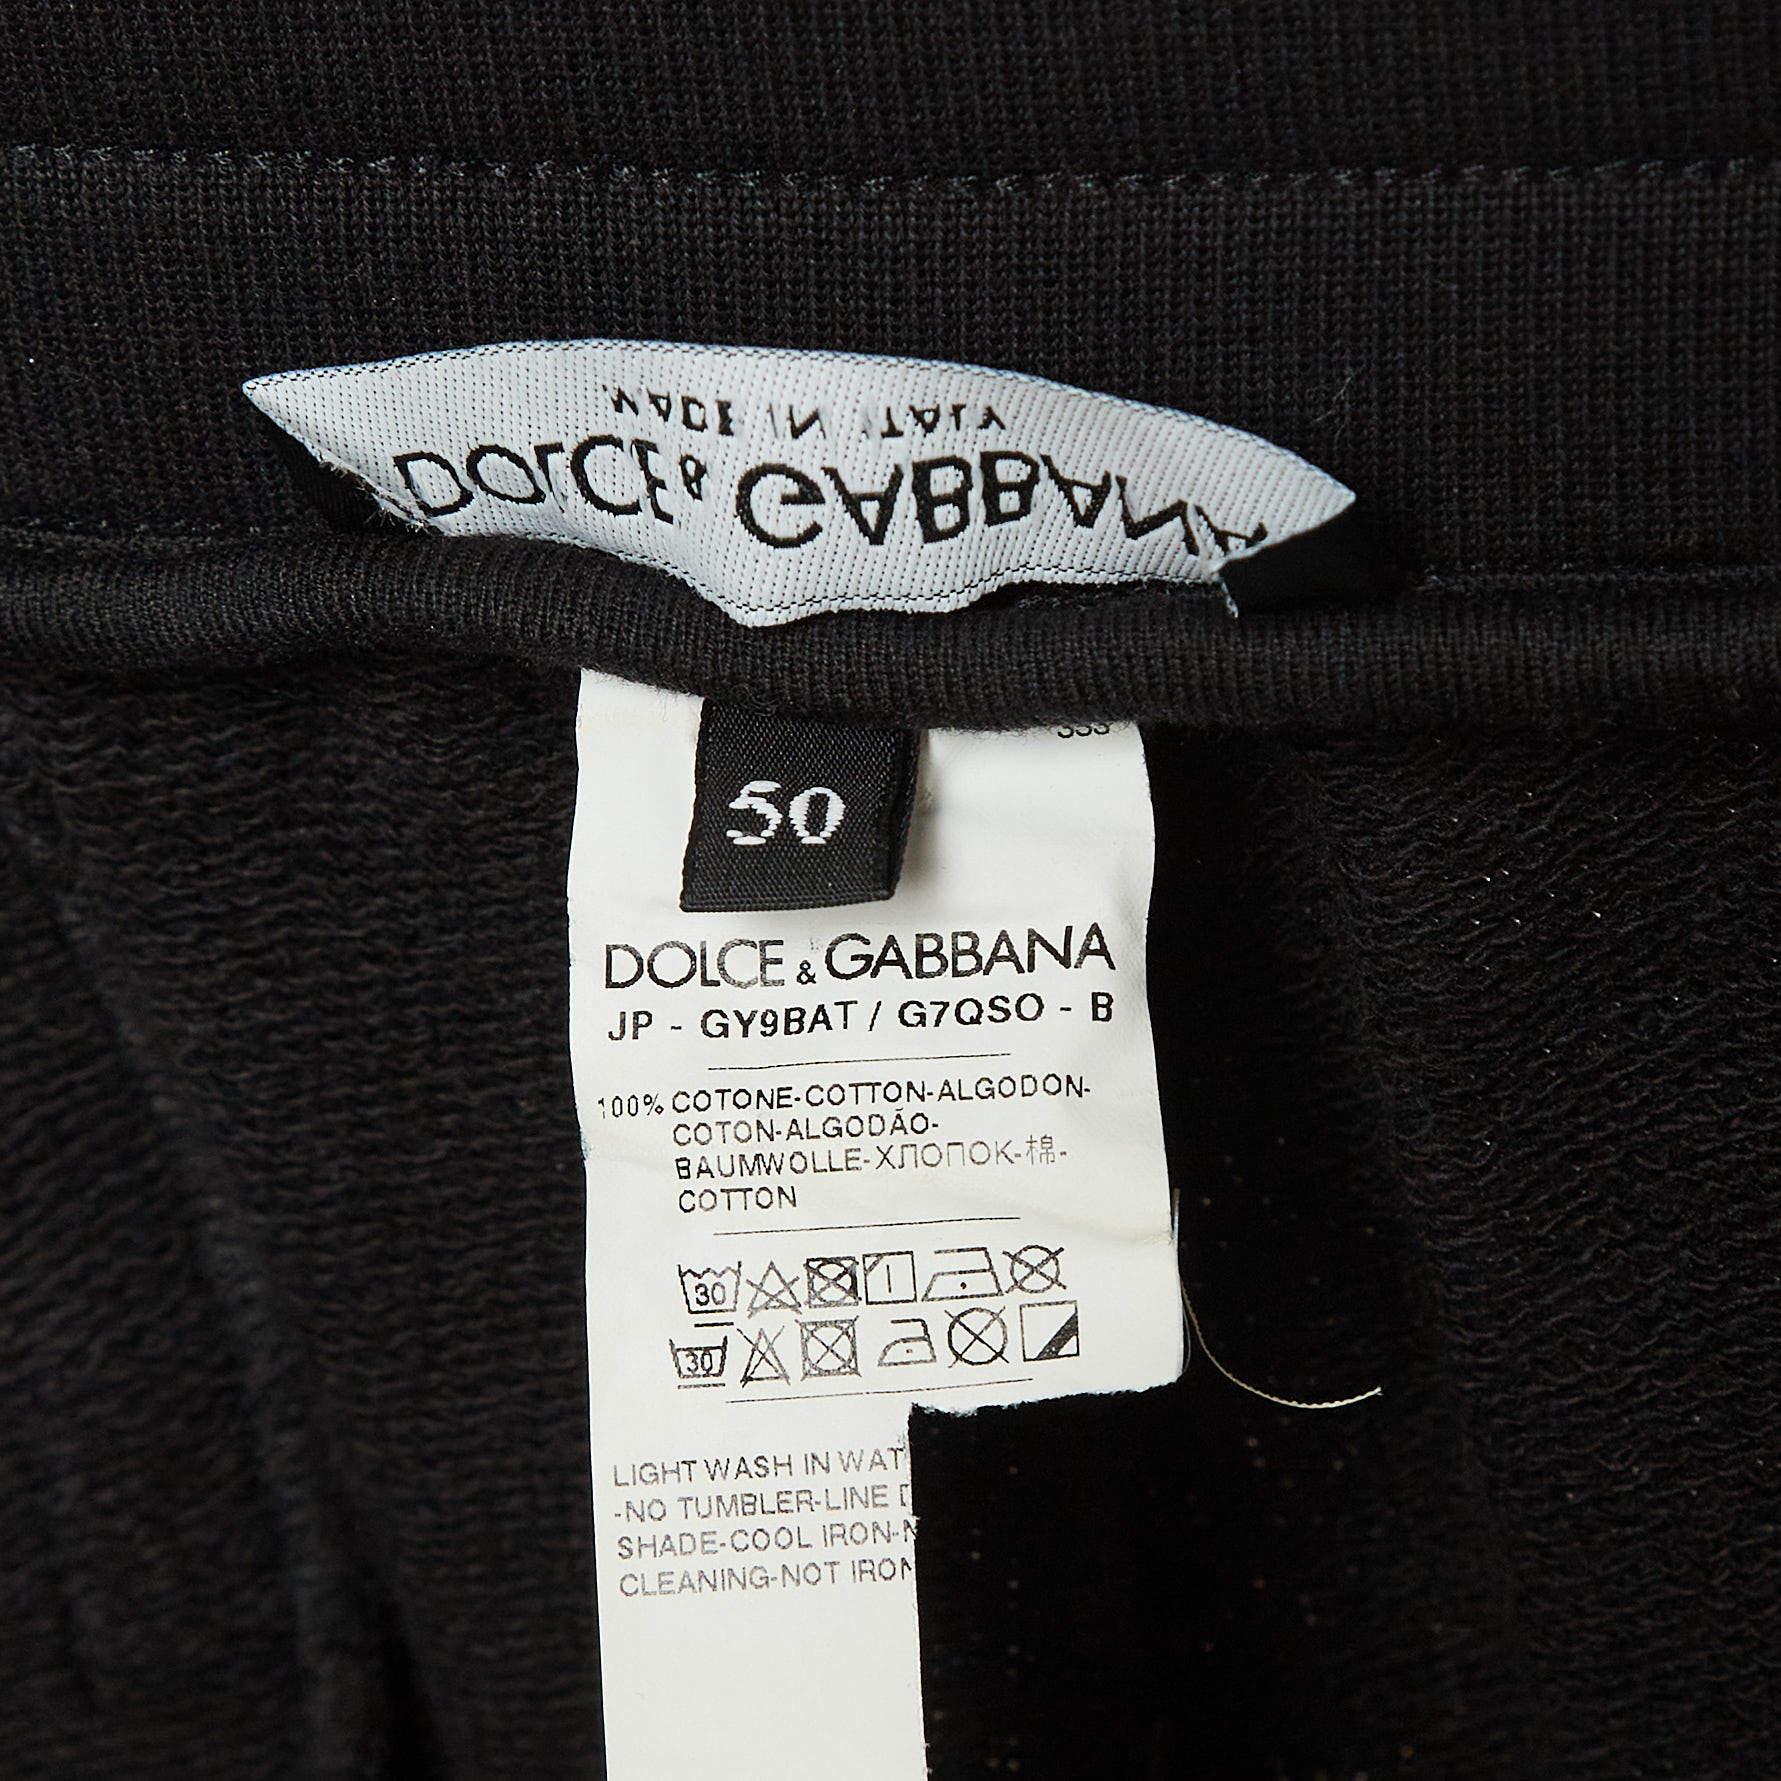 MADE IN ITALY
DOLCE & GABBANA
50
DOLCE & GABBANA
JP - GY9BAT / G7QSO - B
100% COTONE-COTTON-ALGODON-
COTON-ALGODÃO-
BAUMWOLLE-ХЛОПОК-棉-
COTTON
30
30
LIGHT WASH IN WAT
-NO TUMBLER-LINE
SHADE-COOL IRON-N
CLEANING-NOT IRON